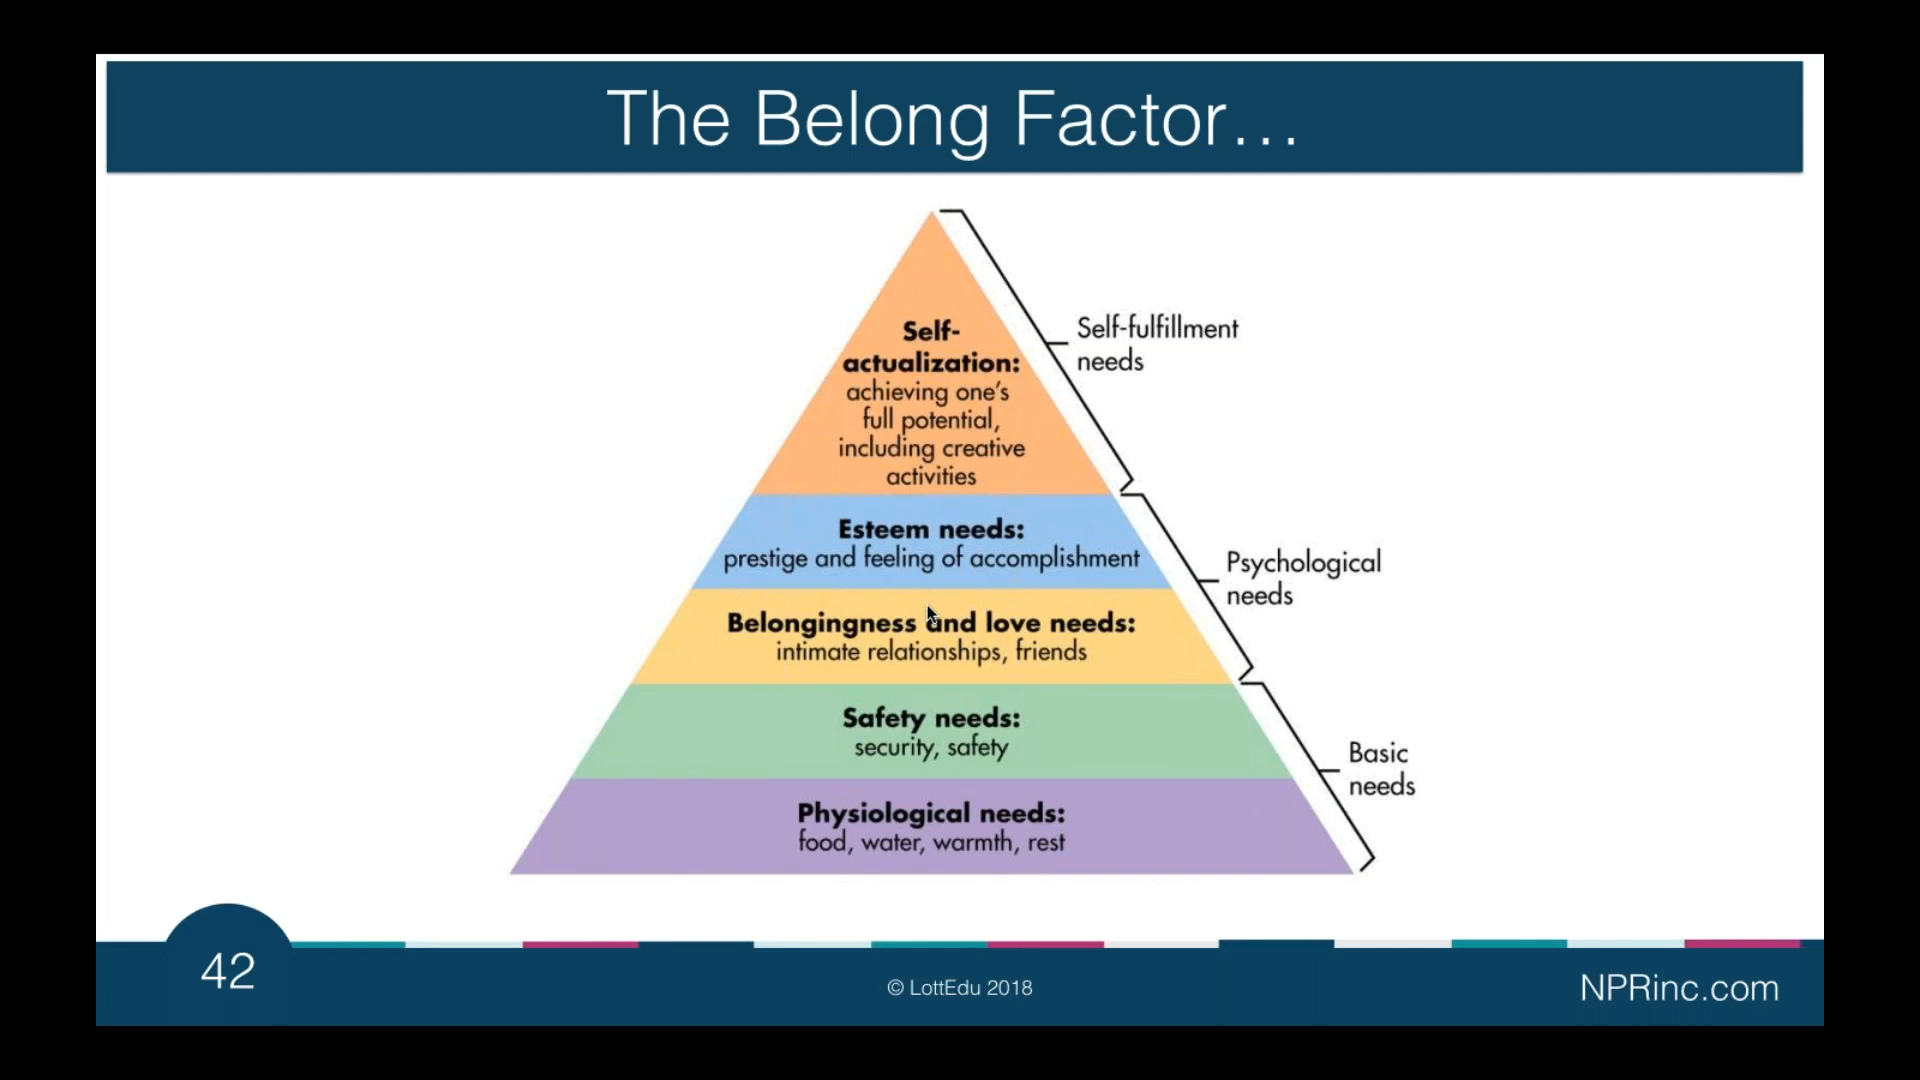 The Belong Factor…
Self-
actualization:
achieving one's
full potential,
including creative
activities
Self-fulfillment
needs
Esteem needs:
prestige and feeling of accomplishment
Psychological
needs
Belongingness and love needs:
intimate relationships, friends
Safety needs:
security, safety
Basic
needs
Physiological needs:
food, water, warmth, rest
42
© LottEdu 2018
NPRinc.com